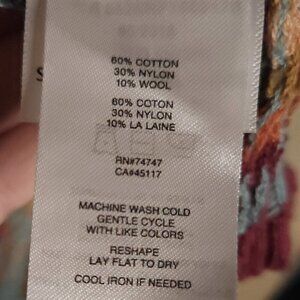 60% COTTON
30% NYLON
10% WOOL
60% COTON
30% NYLON
10% LA LAINE
RN#74747
CA#45117
MACHINE WASH COLD
GENTLE CYCLE
WITH LIKE COLORS
RESHAPE
LAY FLAT TO DRY
COOL IRON IF NEEDED